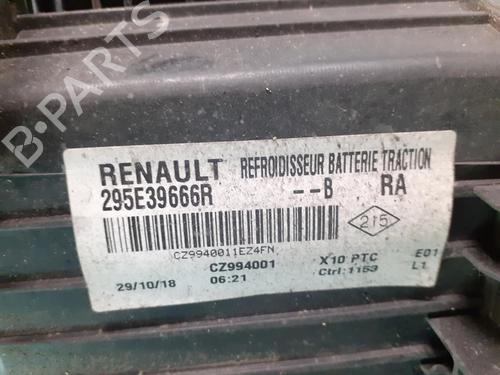 B-PARTS
RENAULT REFROIDISSEUR BATTERIE TRACTION
295E39666R --B RA
215
CZ9940011EZ4FN
CZ994001 X10 PTC E01
29/10/18 06:21 Ctrl:1153 L1